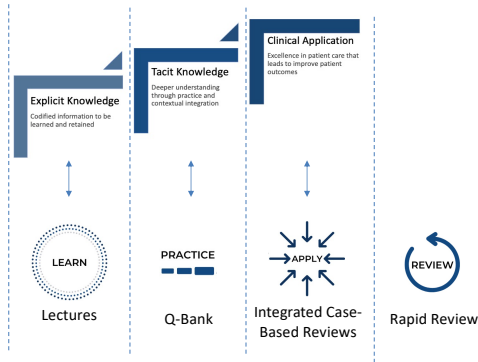 Explicit Knowledge
Codified information to be
learned and retained
Tacit Knowledge
Deeper understanding
through practice and
contextual integration
Clinical Application
Excellence in patient care that
leads to improve patient
outcomes
LEARN
PRACTICE
APPLY
REVIEW
Lectures
Q-Bank
Integrated Case-
Based Reviews
Rapid Review